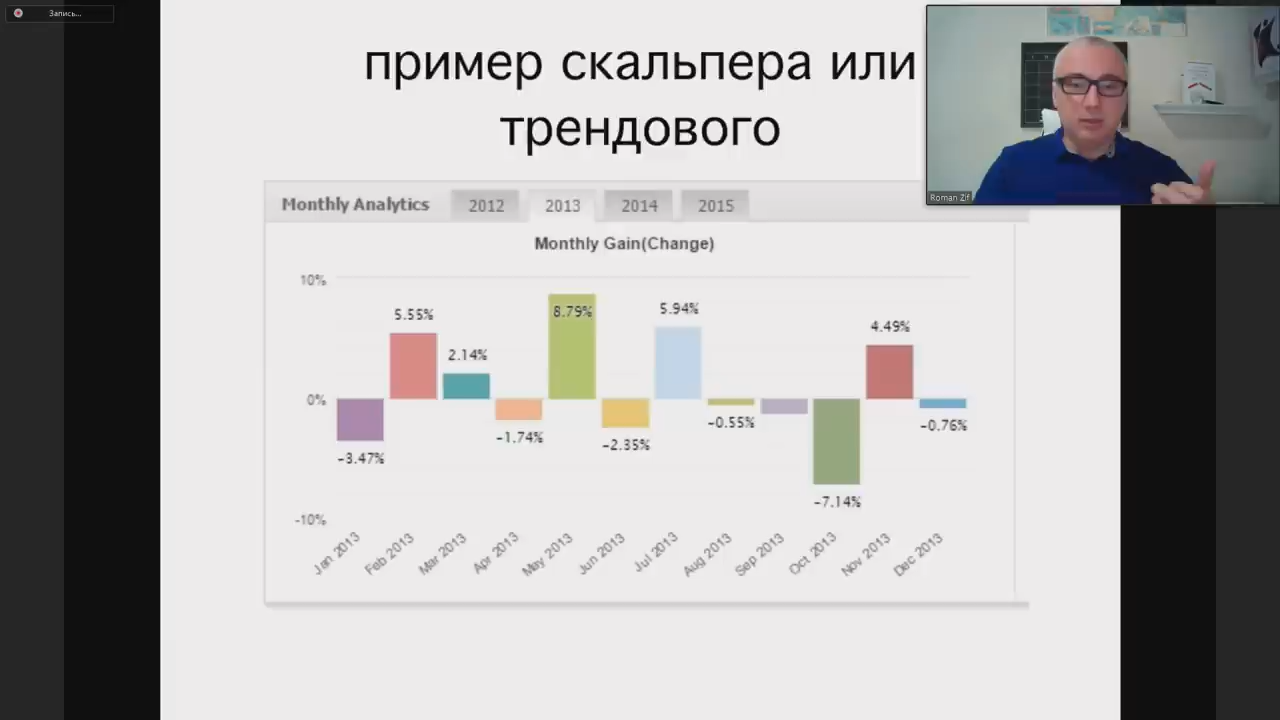 Запись...
пример скальпера или
трендового
Roman Zif
Monthly Analytics 2012 2013 2014 2015
Monthly Gain(Change)
10%
0%
-10%
-3.47%
5.55%
2.14%
-1.74%
8.79%
-2.35%
5.94%
-0.55%
-7.14%
4.49%
-0.76%
Jan 2013
Feb 2013
Mar 2013
Apr 2013
May 2013
Jun 2013
Jul 2013
Aug 2013
Sep 2013
Oct 2013
Nov 2013
Dec 2013